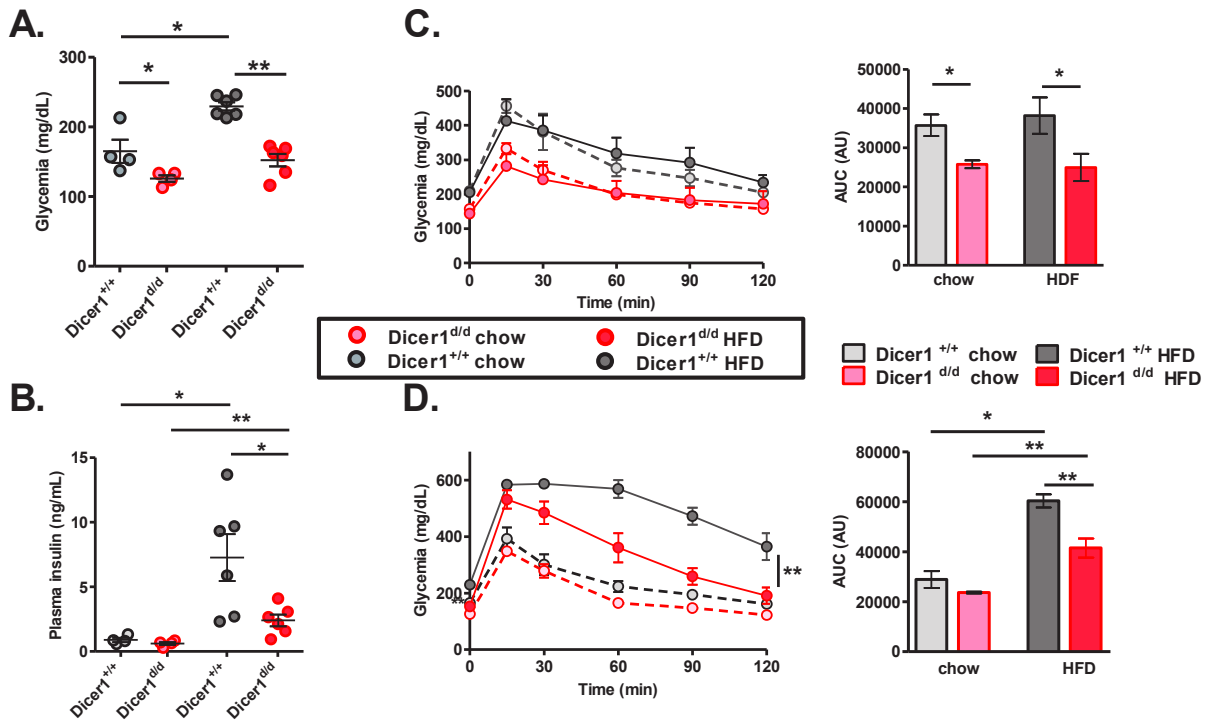 A.
*
*
**
Glycemia (mg/dL)
300
200
100
0
Dicer1+/+
Dicer1d/d
Dicer1+/+
Dicer1d/d
C.
Glycemia (mg/dL)
500
400
300
200
100
0
0 30 60 90 120
Time (min)
AUC (AU)
50000
40000
30000
20000
10000
0
*
*
chow HDF
Dicer1d/d chow Dicer1d/d HFD
Dicer1+/+ chow Dicer1+/+ HFD
Dicer1 +/+ chow Dicer1 +/+ HFD
Dicer1 d/d chow Dicer1 d/d HFD
B.
*
**
*
Plasma insulin (ng/mL)
15
10
5
0
Dicer1+/+
Dicer1d/d
Dicer1+/+
Dicer1d/d
D.
Glycemia (mg/dL)
600
400
200
0
**
**
0 30 60 90 120
Time (min)
*
**
**
AUC (AU)
80000
60000
40000
20000
0
chow HFD